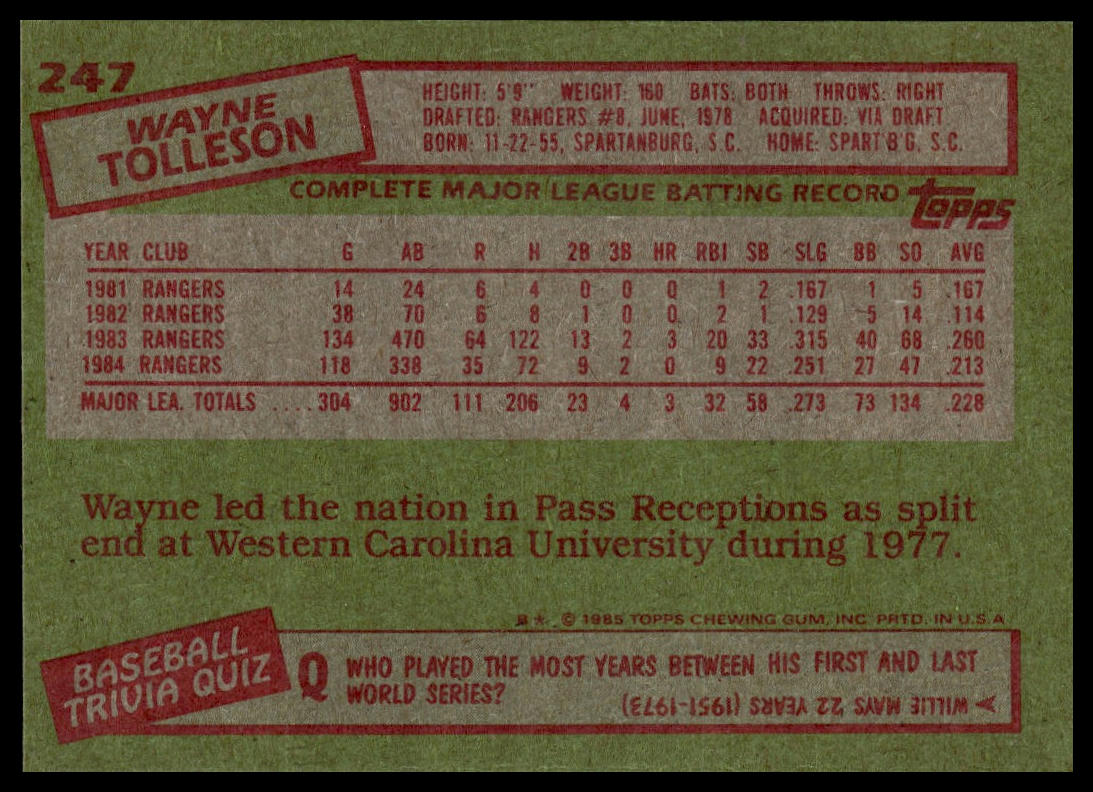 247
WAYNE
TOLLESON
HEIGHT: 5'9" WEIGHT: 160 BATS: BOTH THROWS: RIGHT
DRAFTED: RANGERS #8, JUNE, 1978 ACQUIRED: VIA DRAFT
BORN: 11-22-55, SPARTANBURG, S.C. HOME: SPART'B'G, S.C.
COMPLETE MAJOR LEAGUE BATTING RECORD
TOPPS
YEAR CLUB G AB R H 2B 3B HR RBI SB SLG BB SO AVG
1981 RANGERS 14 24 6 4 0 0 0 1 2 .167 1 5 .167
1982 RANGERS 38 70 6 8 1 0 0 2 1 .129 5 14 .114
1983 RANGERS 134 470 64 122 13 2 3 20 33 .315 40 68 .260
1984 RANGERS 118 338 35 72 9 2 0 9 22 .251 27 47 .213
MAJOR LEA. TOTALS ....304 902 111 206 23 4 3 32 58 .273 73 134 .228
Wayne led the nation in Pass Receptions as split
end at Western Carolina University during 1977.
B★ © 1985 TOPPS CHEWING GUM, INC. PRTD. IN U.S.A.
BASEBALL
TRIVIA QUIZ
Q WHO PLAYED THE MOST YEARS BETWEEN HIS FIRST AND LAST
WORLD SERIES?
WILLIE MAYS 22 YEARS (1951-1973)